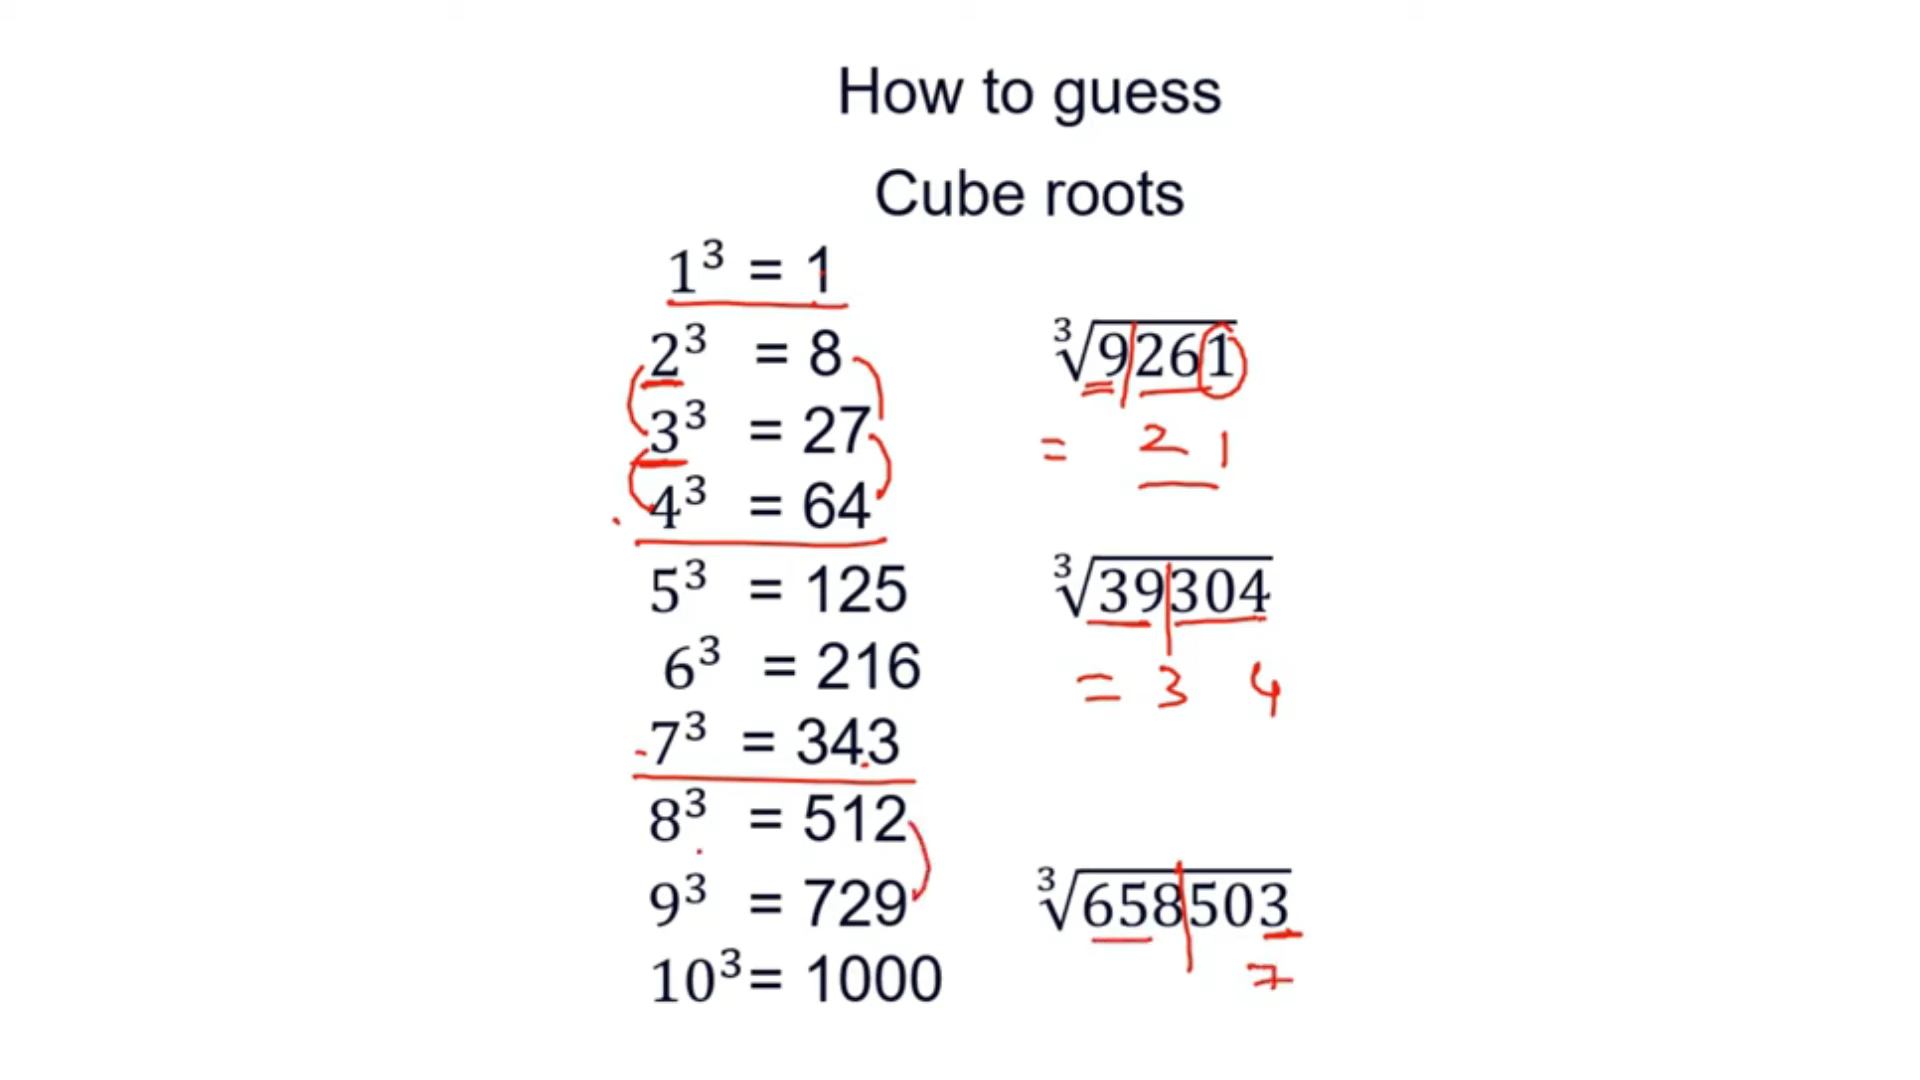 How to guess
Cube roots
1³ = 1
2³ = 8
3³ = 27
4³ = 64
5³ = 125
6³ = 216
7³ = 343
8³ = 512
9³ = 729
10³ = 1000
∛9261
= 21
∛39304
= 3 4
∛658503
7